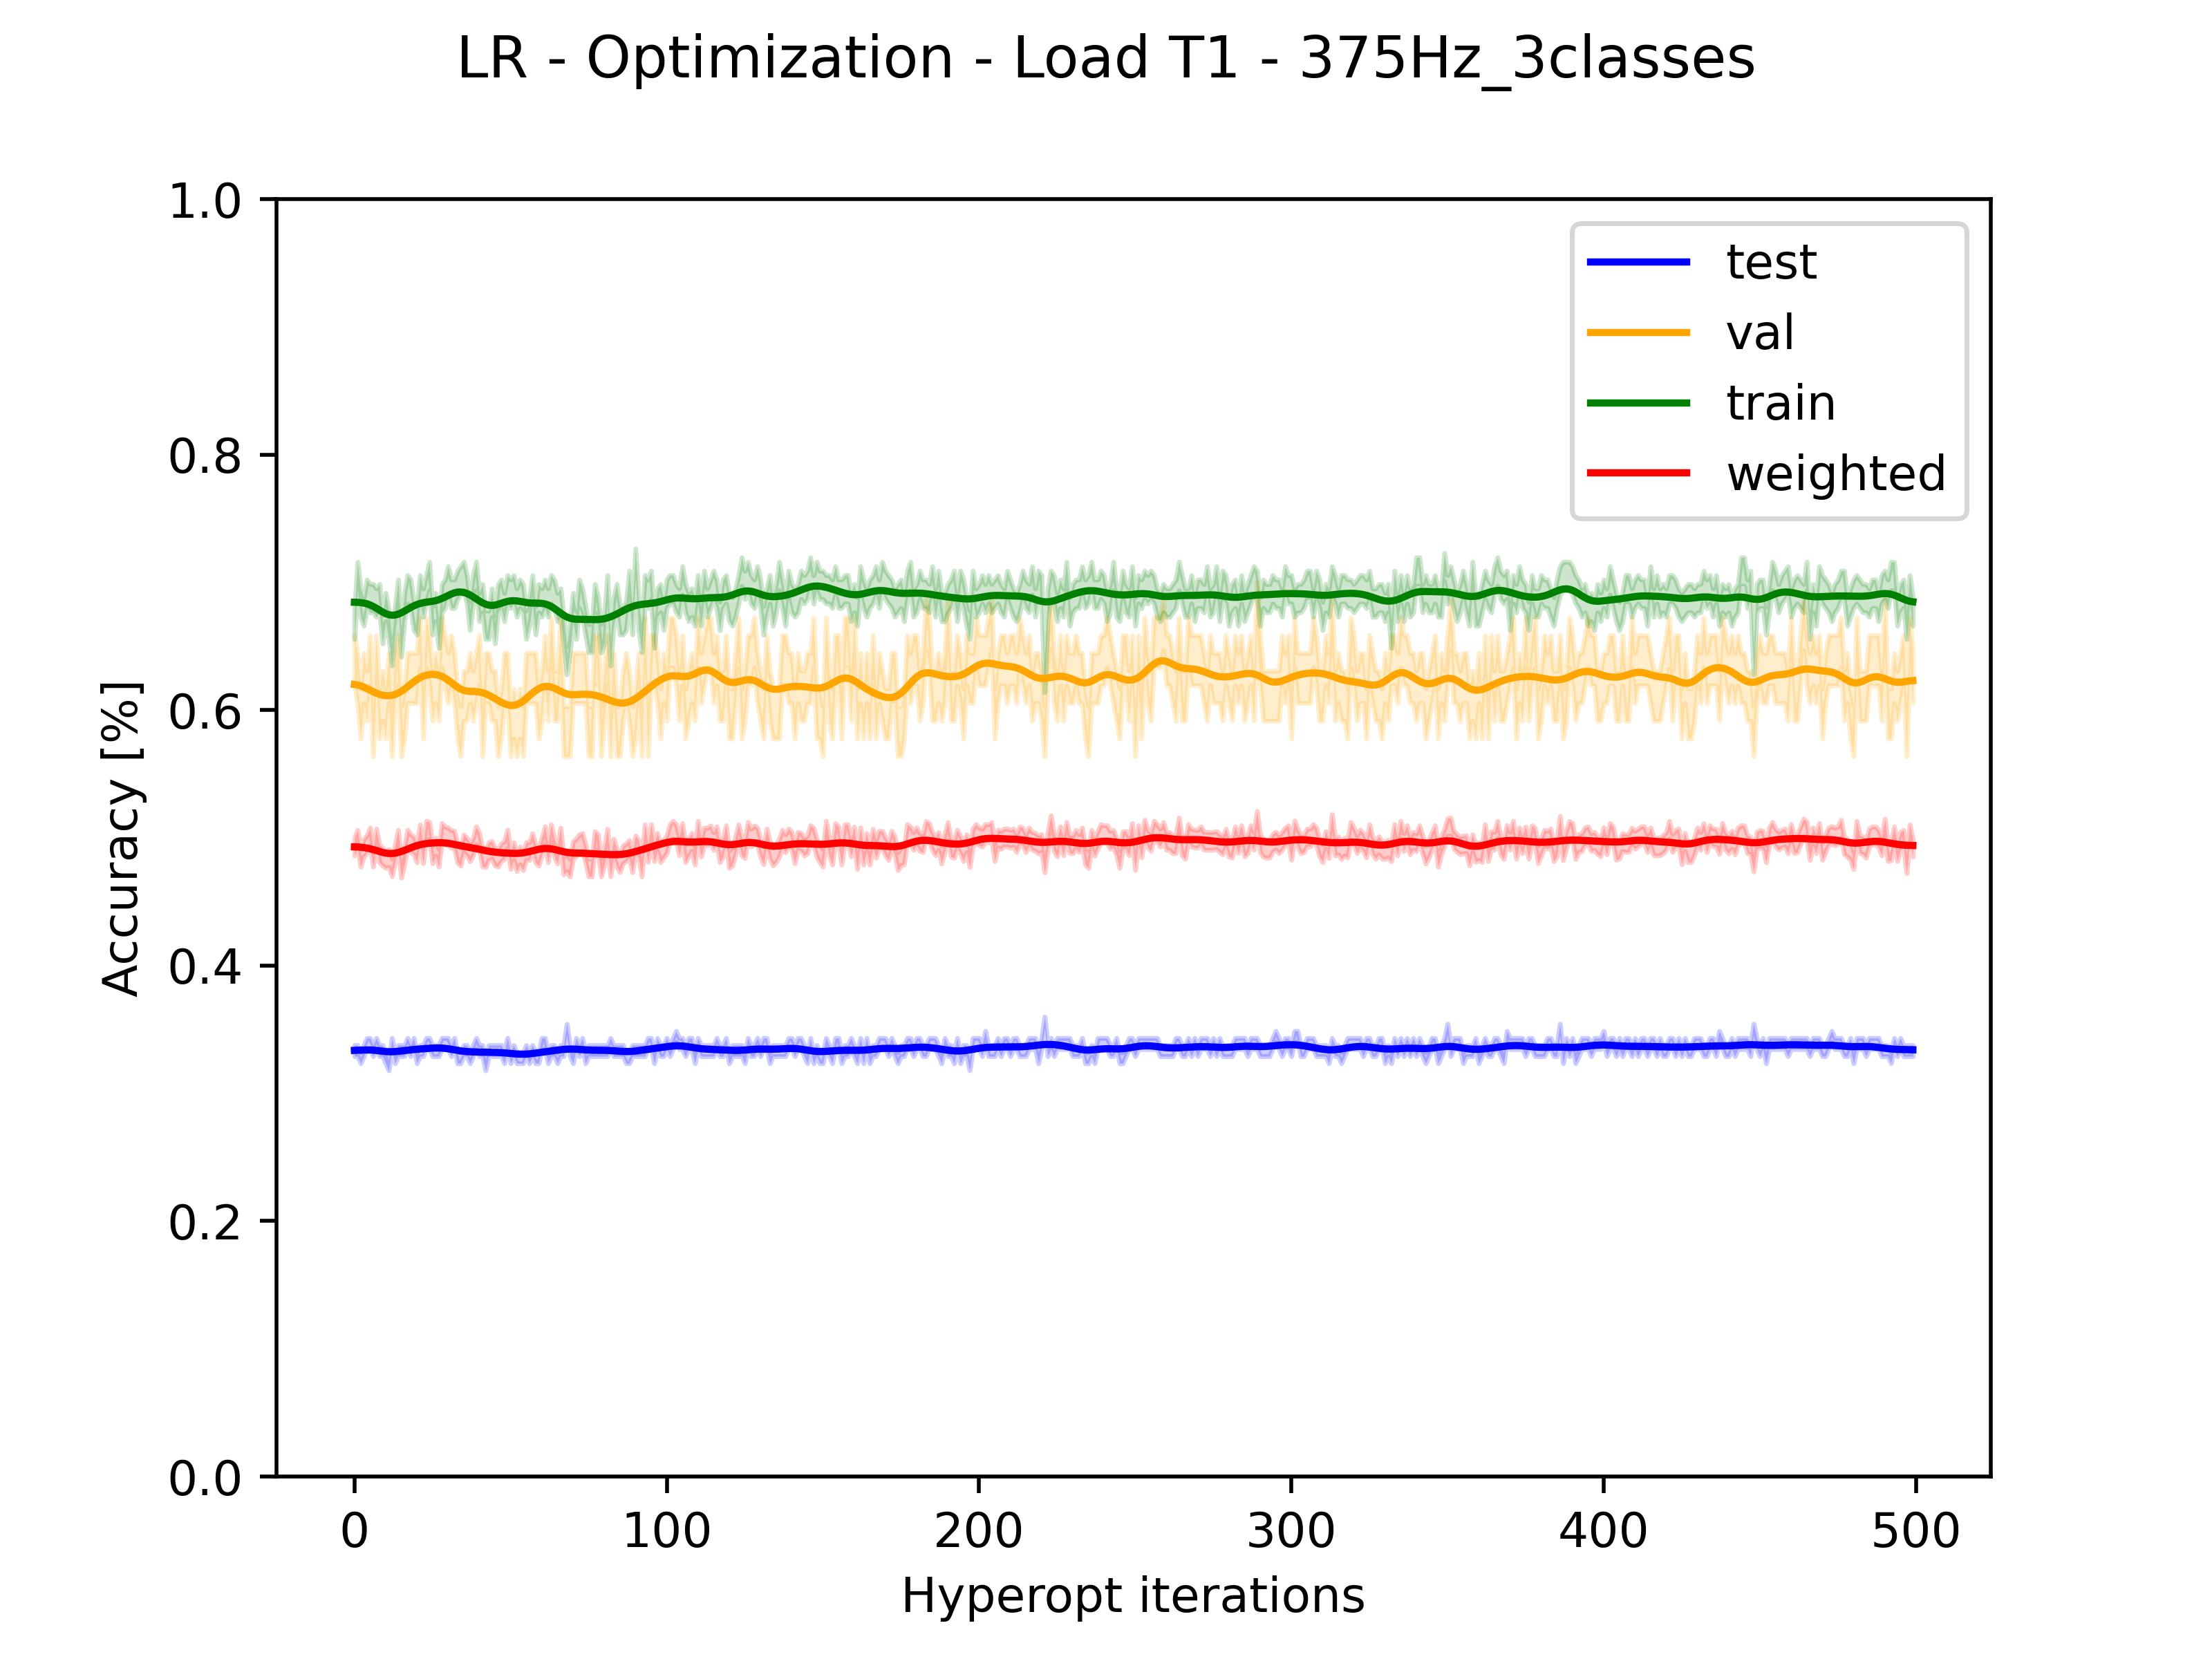 LR - Optimization - Load T1 - 375Hz_3classes
1.0
0.8
0.6
0.4
0.2
0.0
Accuracy [%]
test
val
train
weighted
0 100 200 300 400 500
Hyperopt iterations